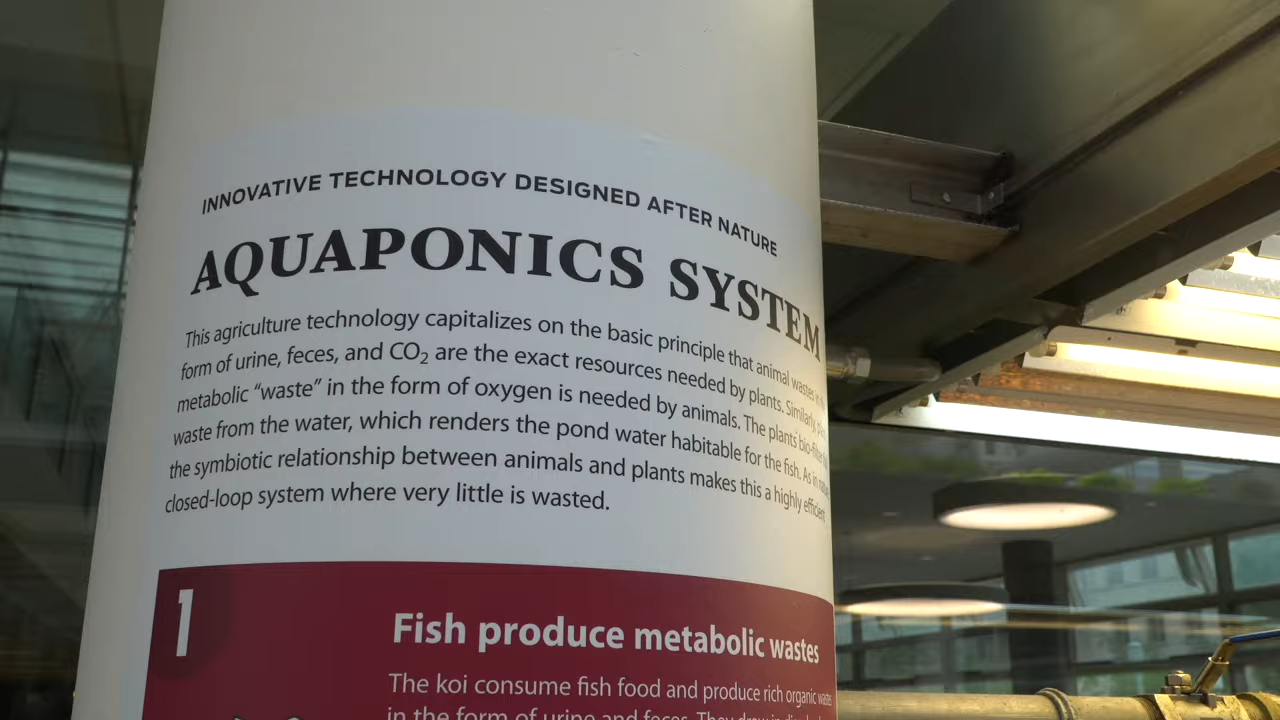 INNOVATIVE TECHNOLOGY DESIGNED AFTER NATURE
AQUAPONICS SYSTEM
This agriculture technology capitalizes on the basic principle that animal wastes in
form of urine, feces, and CO₂ are the exact resources needed by plants. Similarly,
metabolic “waste” in the form of oxygen is needed by animals. The plants bio-filter
waste from the water, which renders the pond water habitable for the fish. As in
the symbiotic relationship between animals and plants makes this a highly efficient
closed-loop system where very little is wasted.
1
Fish produce metabolic wastes
The koi consume fish food and produce rich organic wastes
in the form of urine and feces. They